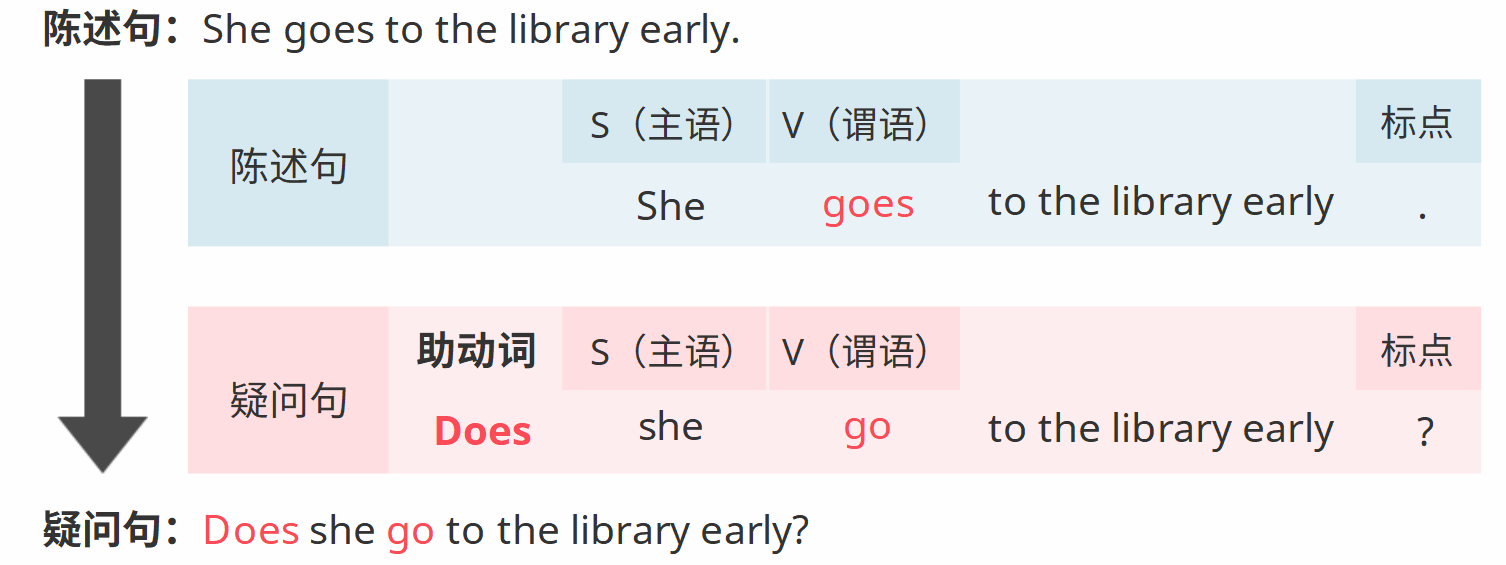 陈述句：She goes to the library early.
S（主语） V（谓语） 标点
陈述句
She goes to the library early .
助动词 S（主语） V（谓语） 标点
疑问句
Does she go to the library early ?
疑问句：Does she go to the library early?